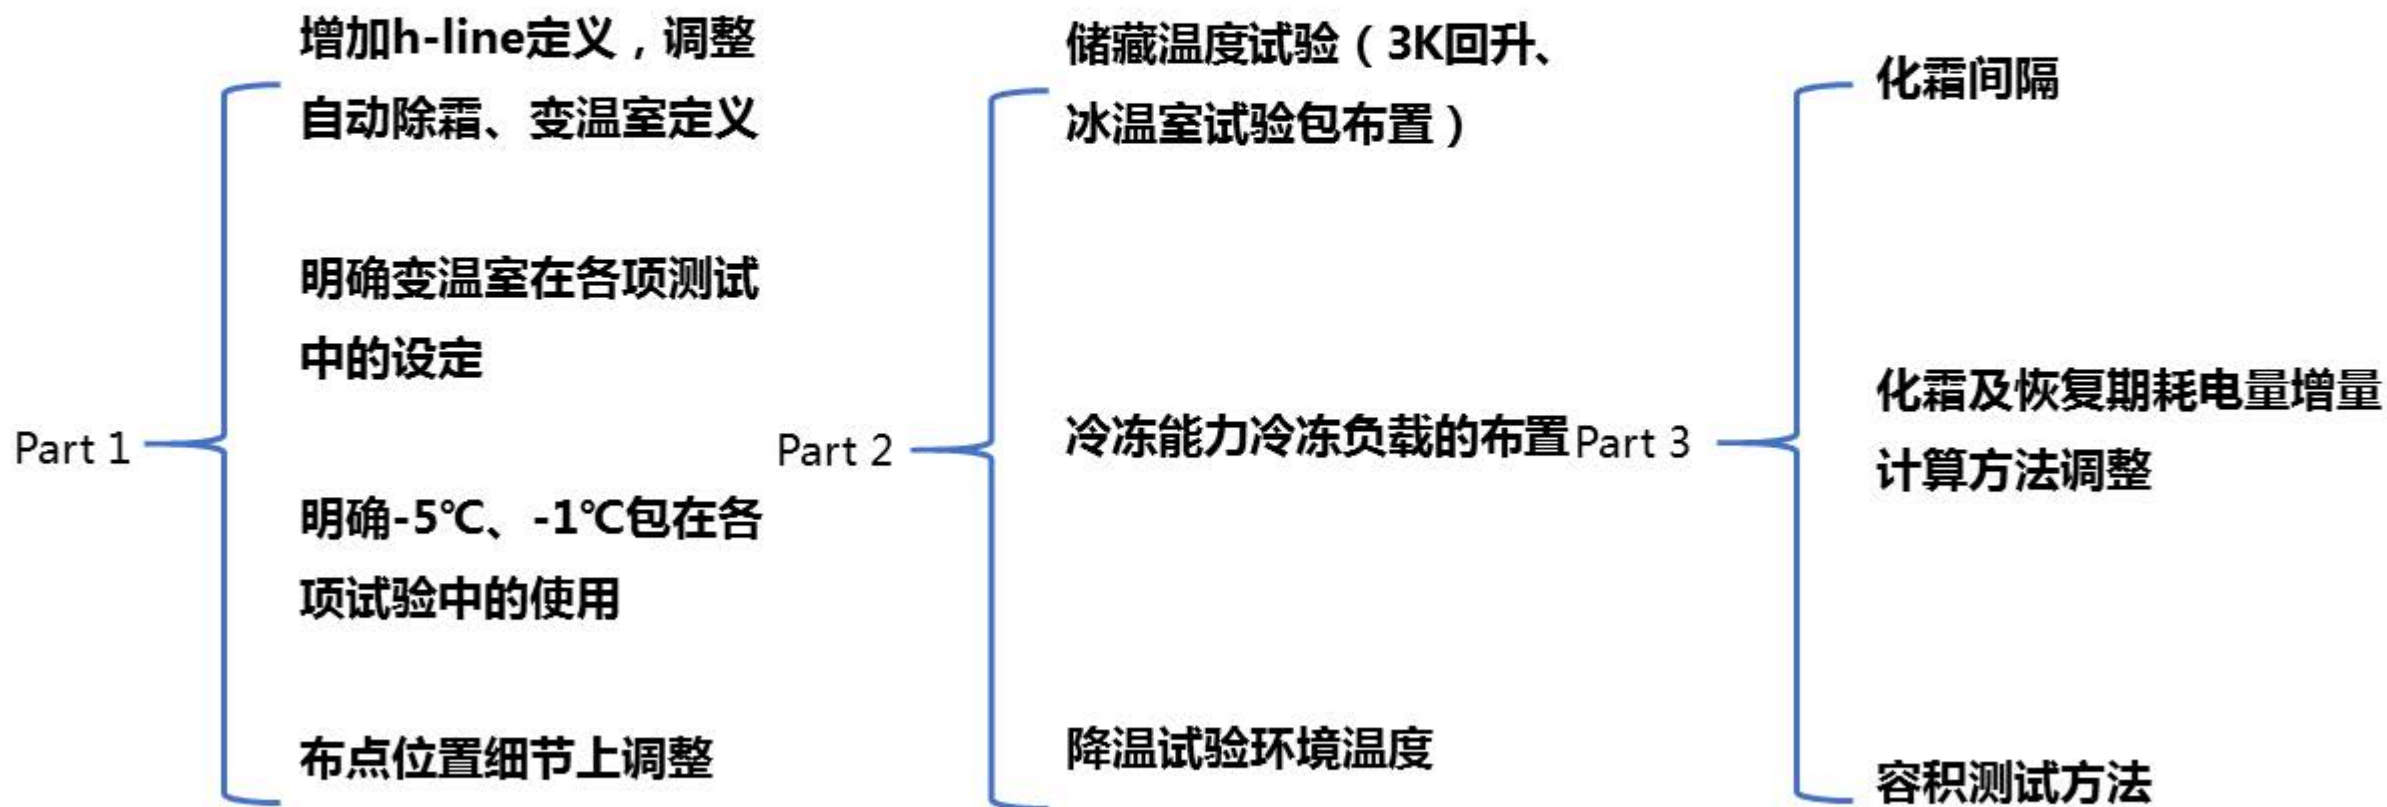 Part 1
增加h-line定义，调整
自动除霜、变温室定义
明确变温室在各项测试
中的设定
明确-5℃、-1℃包在各
项试验中的使用
布点位置细节上调整
Part 2
储藏温度试验（3K回升、
冰温室试验包布置）
冷冻能力冷冻负载的布置
降温试验环境温度
Part 3
化霜间隔
化霜及恢复期耗电量增量
计算方法调整
容积测试方法